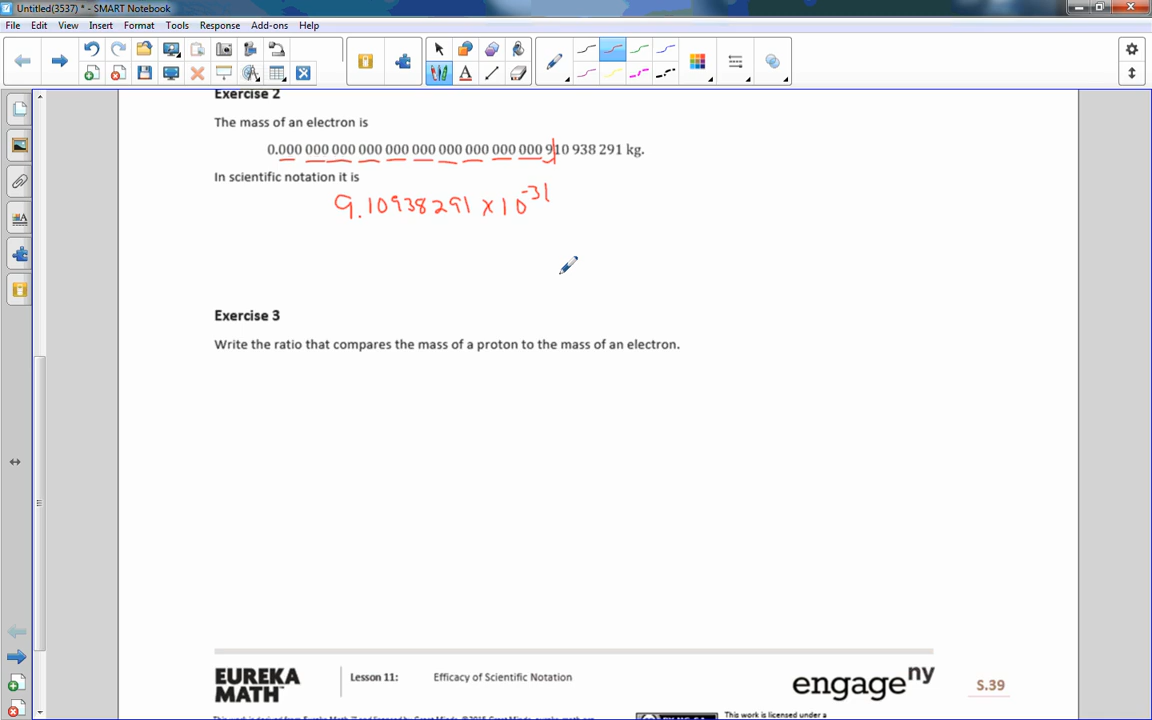 Untitled(3537) * - SMART Notebook
File Edit View Insert Format Tools Response Add-ons Help
Exercise 2
The mass of an electron is
0.000 000 000 000 000 000 000 000 000 000 910 938 291 kg.
In scientific notation it is
9.10938291 x 10^-31
Exercise 3
Write the ratio that compares the mass of a proton to the mass of an electron.
EUREKA
MATH™
Lesson 11: Efficacy of Scientific Notation
engage ny
S.39
This work is licensed under a